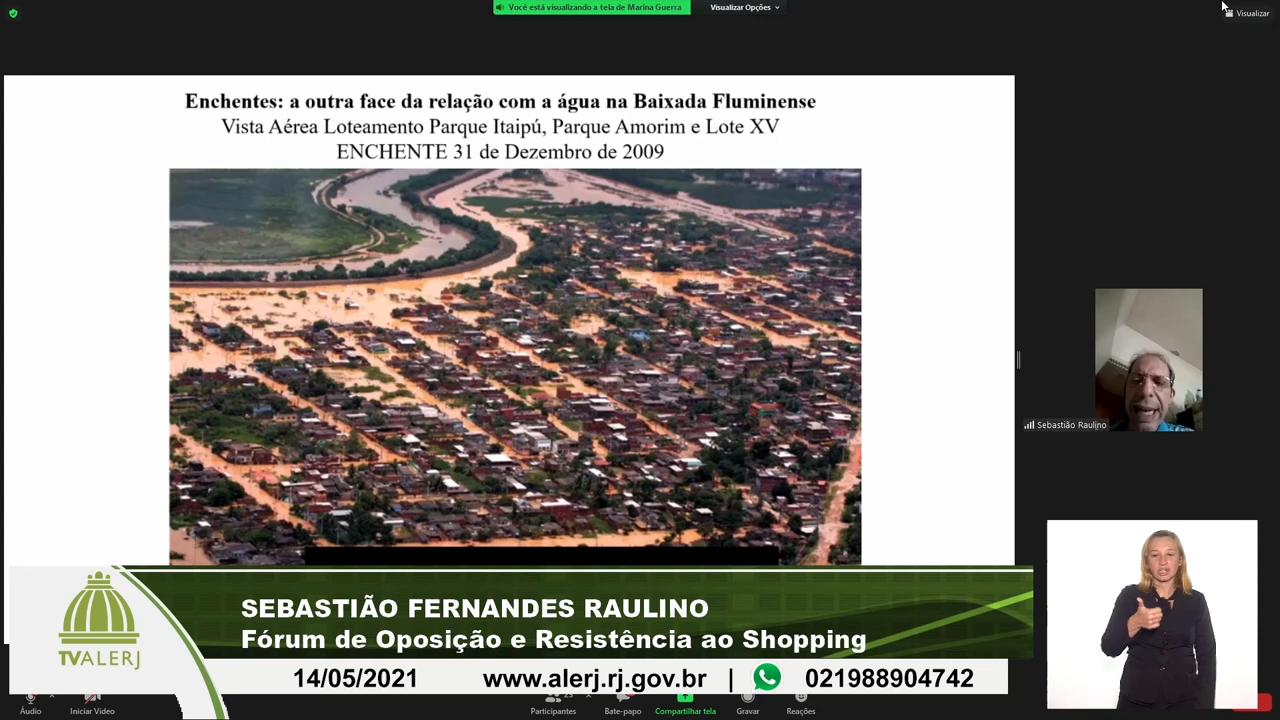 Você está visualizando a tela de Marina Guerra
Visualizar Opções
Visualizar
Enchentes: a outra face da relação com a água na Baixada Fluminense
Vista Aérea Loteamento Parque Itaipú, Parque Amorim e Lote XV
ENCHENTE 31 de Dezembro de 2009
Sebastião Raulino
SEBASTIÃO FERNANDES RAULINO
Fórum de Oposição e Resistência ao Shopping
TVALERJ
14/05/2021 www.alerj.rj.gov.br | 021988904742
Áudio
Iniciar Vídeo
Participantes
Bate-papo
Compartilhar tela
Gravar
Reações